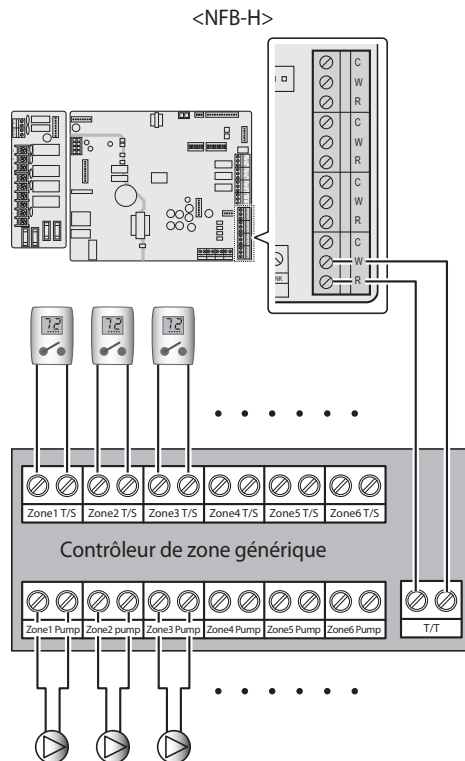 <NFB-H>
C
W
R
C
W
R
C
W
R
C
W
R
72
72
72
Zone1 T/S
Zone2 T/S
Zone3 T/S
Zone4 T/S
Zone5 T/S
Zone6 T/S
Contrôleur de zone générique
Zone1 Pump
Zone2 pump
Zone3 Pump
Zone4 Pump
Zone5 Pump
Zone6 Pump
T/T